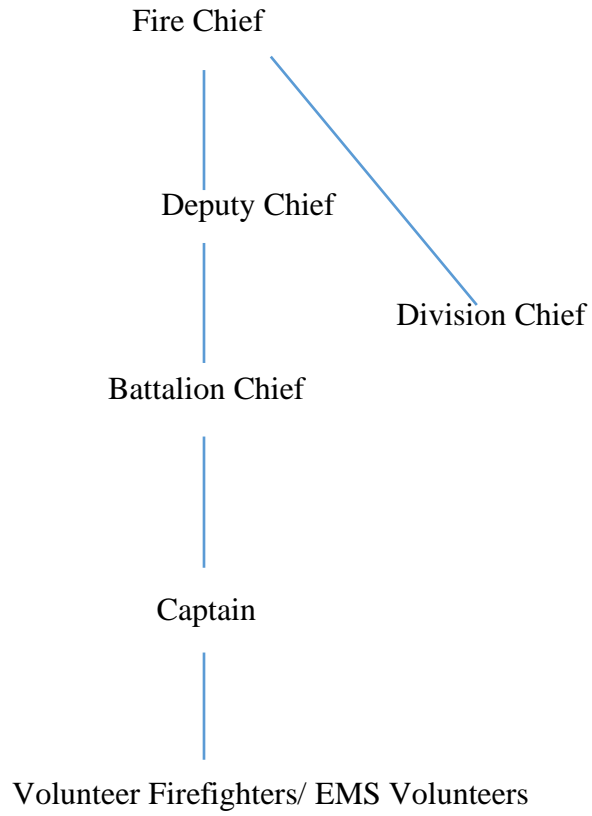 Fire Chief
Deputy Chief
Division Chief
Battalion Chief
Captain
Volunteer Firefighters/ EMS Volunteers